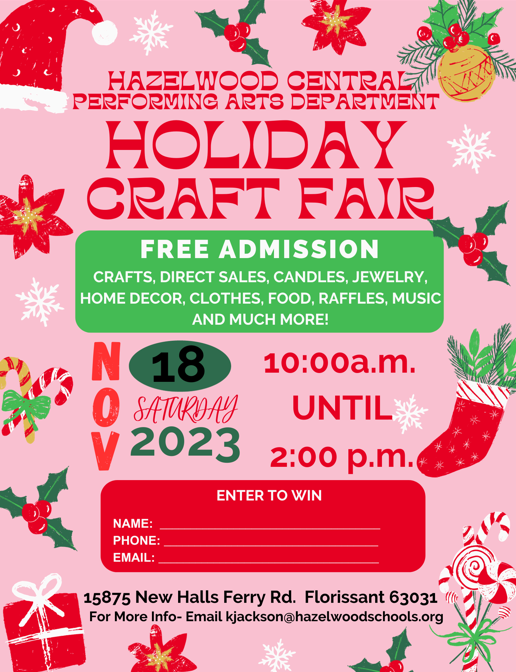 HAZELWOOD CENTRAL
PERFORMING ARTS DEPARTMENT
HOLIDAY
CRAFT FAIR
FREE ADMISSION
CRAFTS, DIRECT SALES, CANDLES, JEWELRY,
HOME DECOR, CLOTHES, FOOD, RAFFLES, MUSIC
AND MUCH MORE!
NOV
18
SATURDAY
2023
10:00a.m.
UNTIL
2:00 p.m.
ENTER TO WIN
NAME:
PHONE:
EMAIL:
15875 New Halls Ferry Rd. Florissant 63031
For More Info- Email kjackson@hazelwoodschools.org